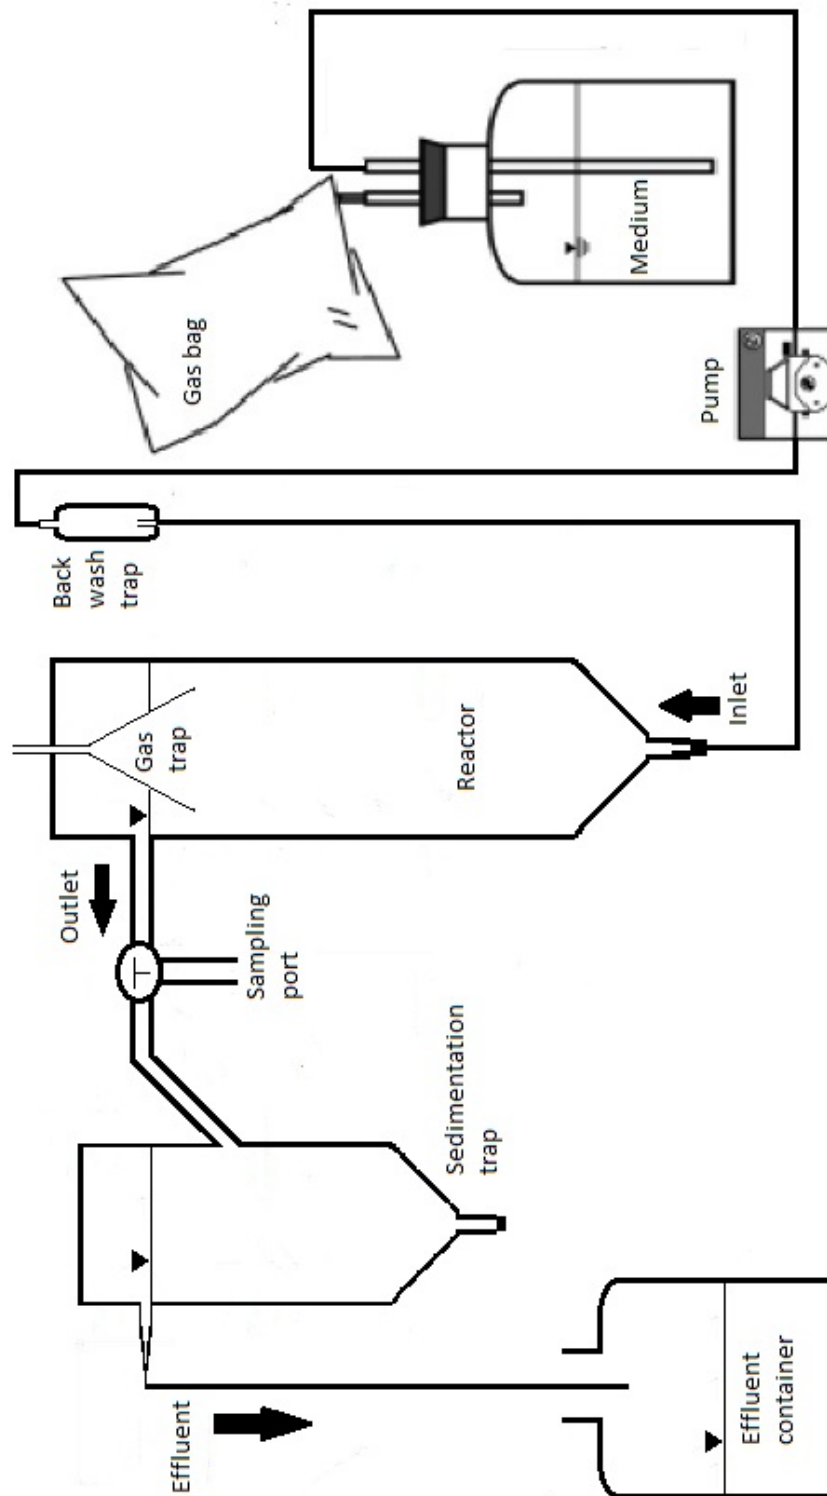 Effluent
Effluent
container
Sedimentation
trap
Outlet
Sampling
port
Gas
trap
Reactor
Inlet
Back
wash
trap
Gas bag
Pump
Medium